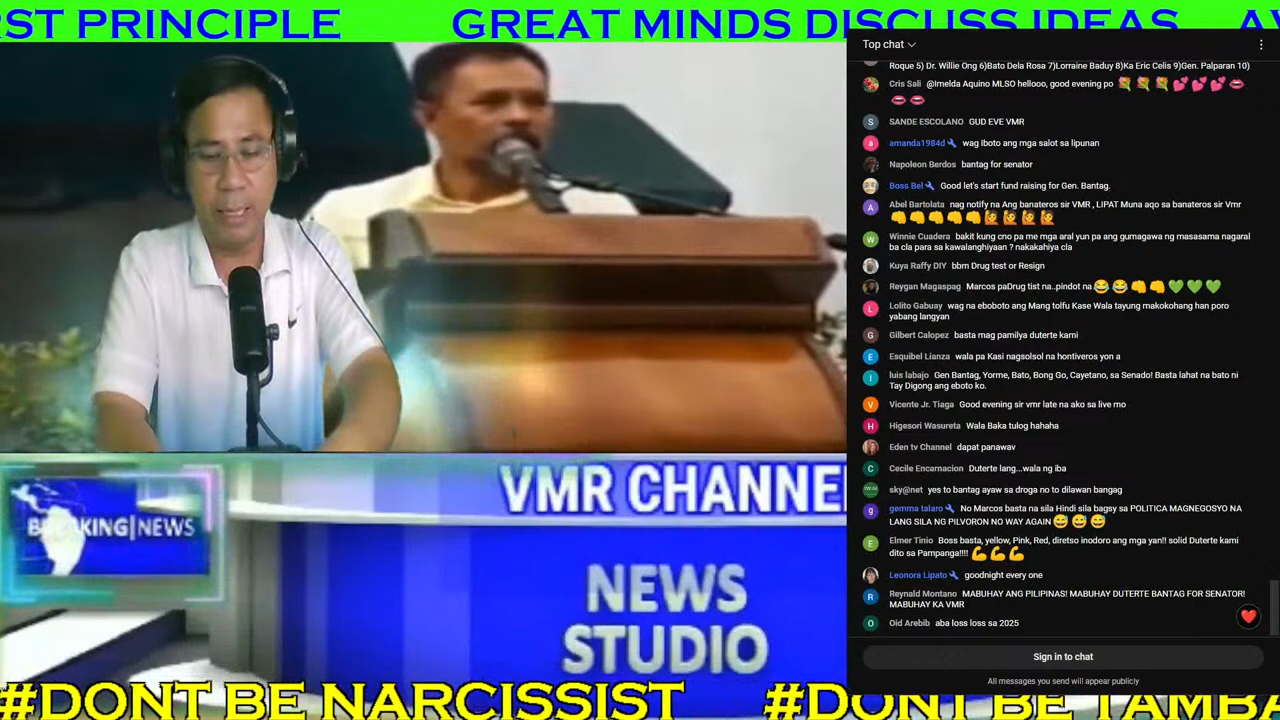 RST PRINCIPLE GREAT MINDS DISCUSS IDEAS AV
Top chat
Roque 5) Dr. Willie Ong 6)Bato Dela Rosa 7)Lorraine Baduy 8)Ka Eric Celis 9)Gen. Palparan 10)
Cris Sali @Imelda Aquino MLSO hellooo, good evening po 💐 💐 💐 💕 💕 💕 👄
👄 👄
S SANDE ESCOLANO GUD EVE VMR
a amanda1984d wag Iboto ang mga salot sa lipunan
Napoleon Berdos bantag for senator
Boss Bel Good let's start fund raising for Gen. Bantag.
A Abel Bartolata nag notify na Ang banateros sir VMR , LIPAT Muna aqo sa banateros sir Vmr
👊👊👊👊👊🙋🙋🙋🙋
W Winnie Cuadera bakit kung cno pa me mga aral yun pa ang gumagawa ng masasama nagaral
ba cla para sa kawalanghiyaan ? nakakahiya cla
Kuya Raffy DIY bbm Drug test or Resign
Reygan Magaspag Marcos paDrug tist na..pindot na😂😂👊👊💚💚💚
L Lolito Gabuay wag na eboboto ang Mang tolfu Kase Wala tayung makokohang han poro
yabang langyan
G Gilbert Calopez basta mag pamilya duterte kami
E Esquibel Lianza wala pa Kasi nagsolsol na hontiveros yon a
l luis labajo Gen Bantag, Yorme, Bato, Bong Go, Cayetano, sa Senado! Basta lahat na bato ni
Tay Digong ang eboto ko.
V Vicente Jr. Tiaga Good evening sir vmr late na ako sa live mo
H Higesori Wasureta Wala Baka tulog hahaha
Eden tv Channel dapat panawav
C Cecile Encarnacion Duterte lang...wala ng iba
sky@net yes to bantag ayaw sa droga no to dilawan bangag
g gemma talaro No Marcos basta na sila Hindi sila bagsy sa POLITICA MAGNEGOSYO NA
LANG SILA NG PILVORON NO WAY AGAIN 😅 😅 😅
E Elmer Tinio Boss basta, yellow, Pink, Red, diretso inodoro ang mga yan!! solid Duterte kami
dito sa Pampanga!!!! 💪💪💪
Leonora Lipato goodnight every one
R Reynald Montano MABUHAY ANG PILIPINAS! MABUHAY DUTERTE BANTAG FOR SENATOR!
MABUHAY KA VMR
O Oid Arebib aba loss loss sa 2025
Sign in to chat
All messages you send will appear publicly
VMR CHANNE
BREAKING|NEWS
NEWS
STUDIO
#DONT BE NARCISSIST #DONT BE TAMBA